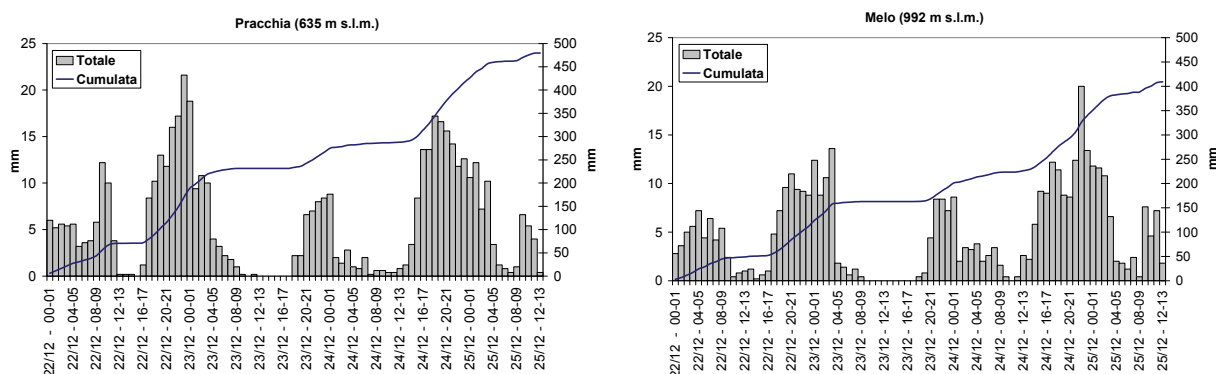 Pracchia (635 m s.l.m.)
25
20
15
10
5
0
mm
Totale
Cumulata
500
450
400
350
300
250
200
150
100
50
0
mm
22/12 - 00-01
22/12 - 04-05
22/12 - 08-09
22/12 - 12-13
22/12 - 16-17
22/12 - 20-21
23/12 - 00-01
23/12 - 04-05
23/12 - 08-09
23/12 - 12-13
23/12 - 16-17
23/12 - 20-21
24/12 - 00-01
24/12 - 04-05
24/12 - 08-09
24/12 - 12-13
24/12 - 16-17
24/12 - 20-21
25/12 - 00-01
25/12 - 04-05
25/12 - 08-09
25/12 - 12-13
Melo (992 m s.l.m.)
25
20
15
10
5
0
mm
Totale
Cumulata
500
450
400
350
300
250
200
150
100
50
0
mm
22/12 - 00-01
22/12 - 04-05
22/12 - 08-09
22/12 - 12-13
22/12 - 16-17
22/12 - 20-21
23/12 - 00-01
23/12 - 04-05
23/12 - 08-09
23/12 - 12-13
23/12 - 16-17
23/12 - 20-21
24/12 - 00-01
24/12 - 04-05
24/12 - 08-09
24/12 - 12-13
24/12 - 16-17
24/12 - 20-21
25/12 - 00-01
25/12 - 04-05
25/12 - 08-09
25/12 - 12-13